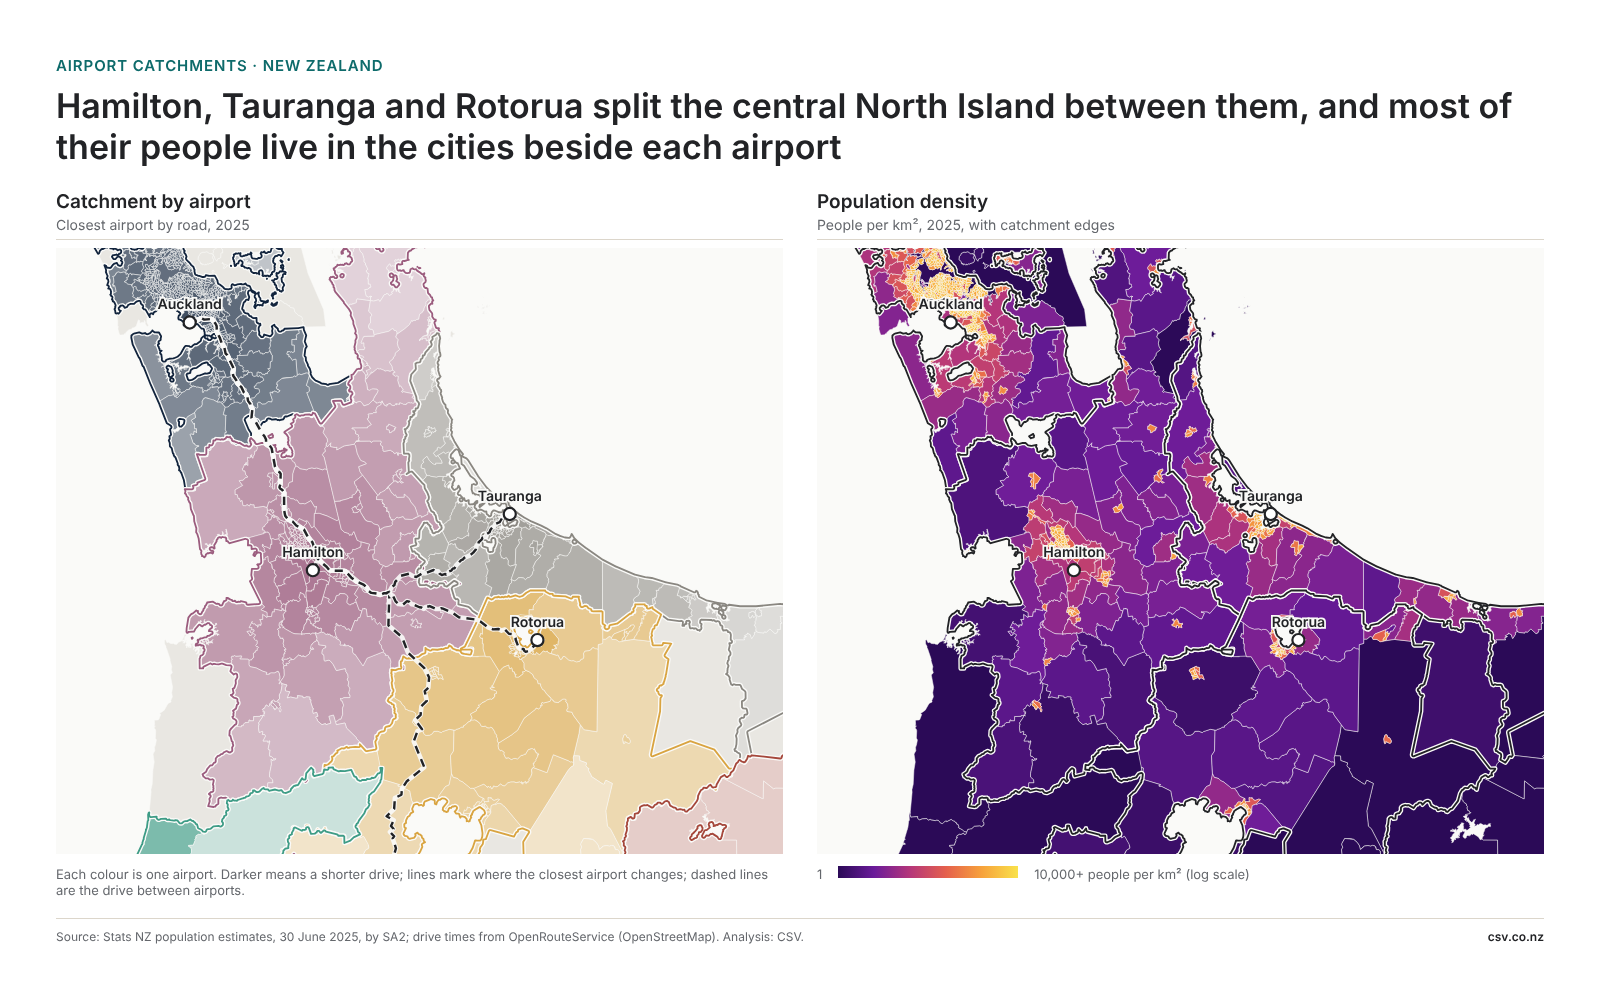 AIRPORT CATCHMENTS · NEW ZEALAND
Hamilton, Tauranga and Rotorua split the central North Island between them, and most of
their people live in the cities beside each airport
Catchment by airport
Closest airport by road, 2025
Auckland
Tauranga
Hamilton
Rotorua
Each colour is one airport. Darker means a shorter drive; lines mark where the closest airport changes; dashed lines
are the drive between airports.
Population density
People per km², 2025, with catchment edges
Auckland
Tauranga
Hamilton
Rotorua
1
10,000+ people per km² (log scale)
Source: Stats NZ population estimates, 30 June 2025, by SA2; drive times from OpenRouteService (OpenStreetMap). Analysis: CSV.
csv.co.nz